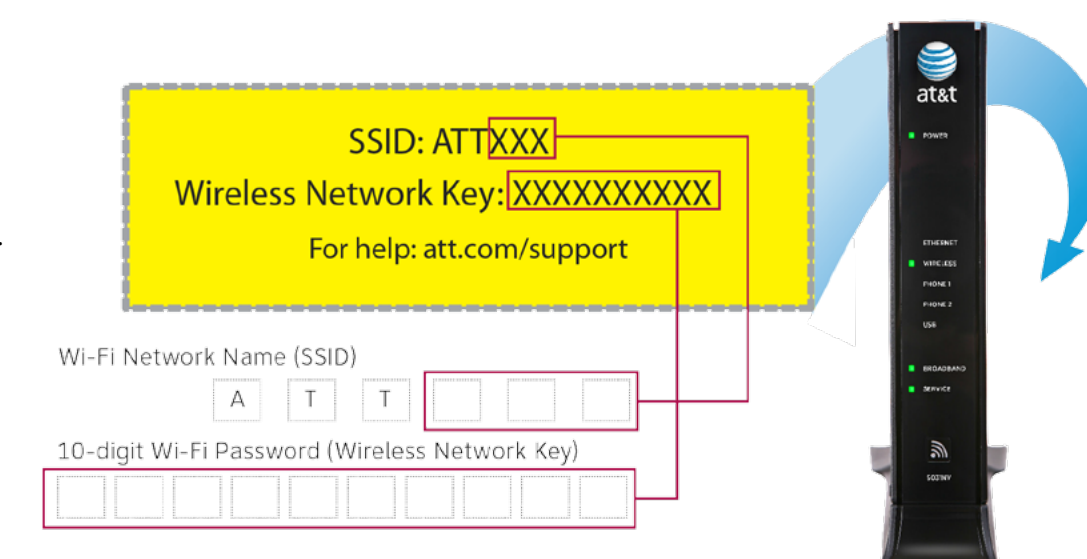 SSID: ATTXXX
Wireless Network Key: XXXXXXXXXX
For help: att.com/support
Wi-Fi Network Name (SSID)
A T T
10-digit Wi-Fi Password (Wireless Network Key)
at&t
POWER
ETHERNET
WIRELESS
PHONE 1
PHONE 2
USB
BROADBAND
SERVICE